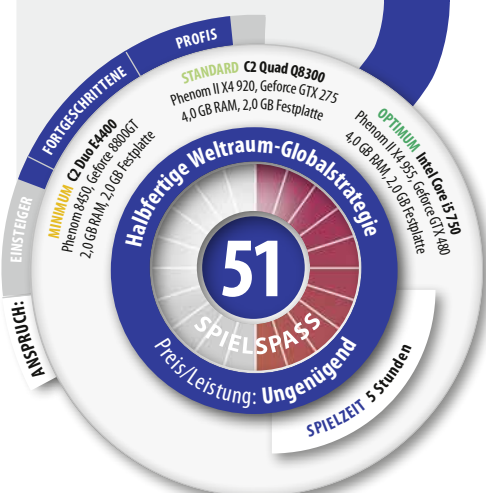 ANSPRUCH:
EINSTEIGER
FORTGESCHRITTENE
PROFIS
MINIMUM C2 Duo E4400
Phenom 8450, Geforce 8800GT
2,0 GB RAM, 2,0 GB Festplatte
STANDARD C2 Quad Q8300
Phenom II X4 920, Geforce GTX 275
4,0 GB RAM, 2,0 GB Festplatte
OPTIMUM Intel Core i5 750
Phenom II X4 955, Geforce GTX 480
4,0 GB RAM, 2,0 GB Festplatte
Halbfertige Weltraum-Globalstrategie
51
SPIELSPASS
Preis/Leistung: Ungenügend
SPIELZEIT 5 Stunden